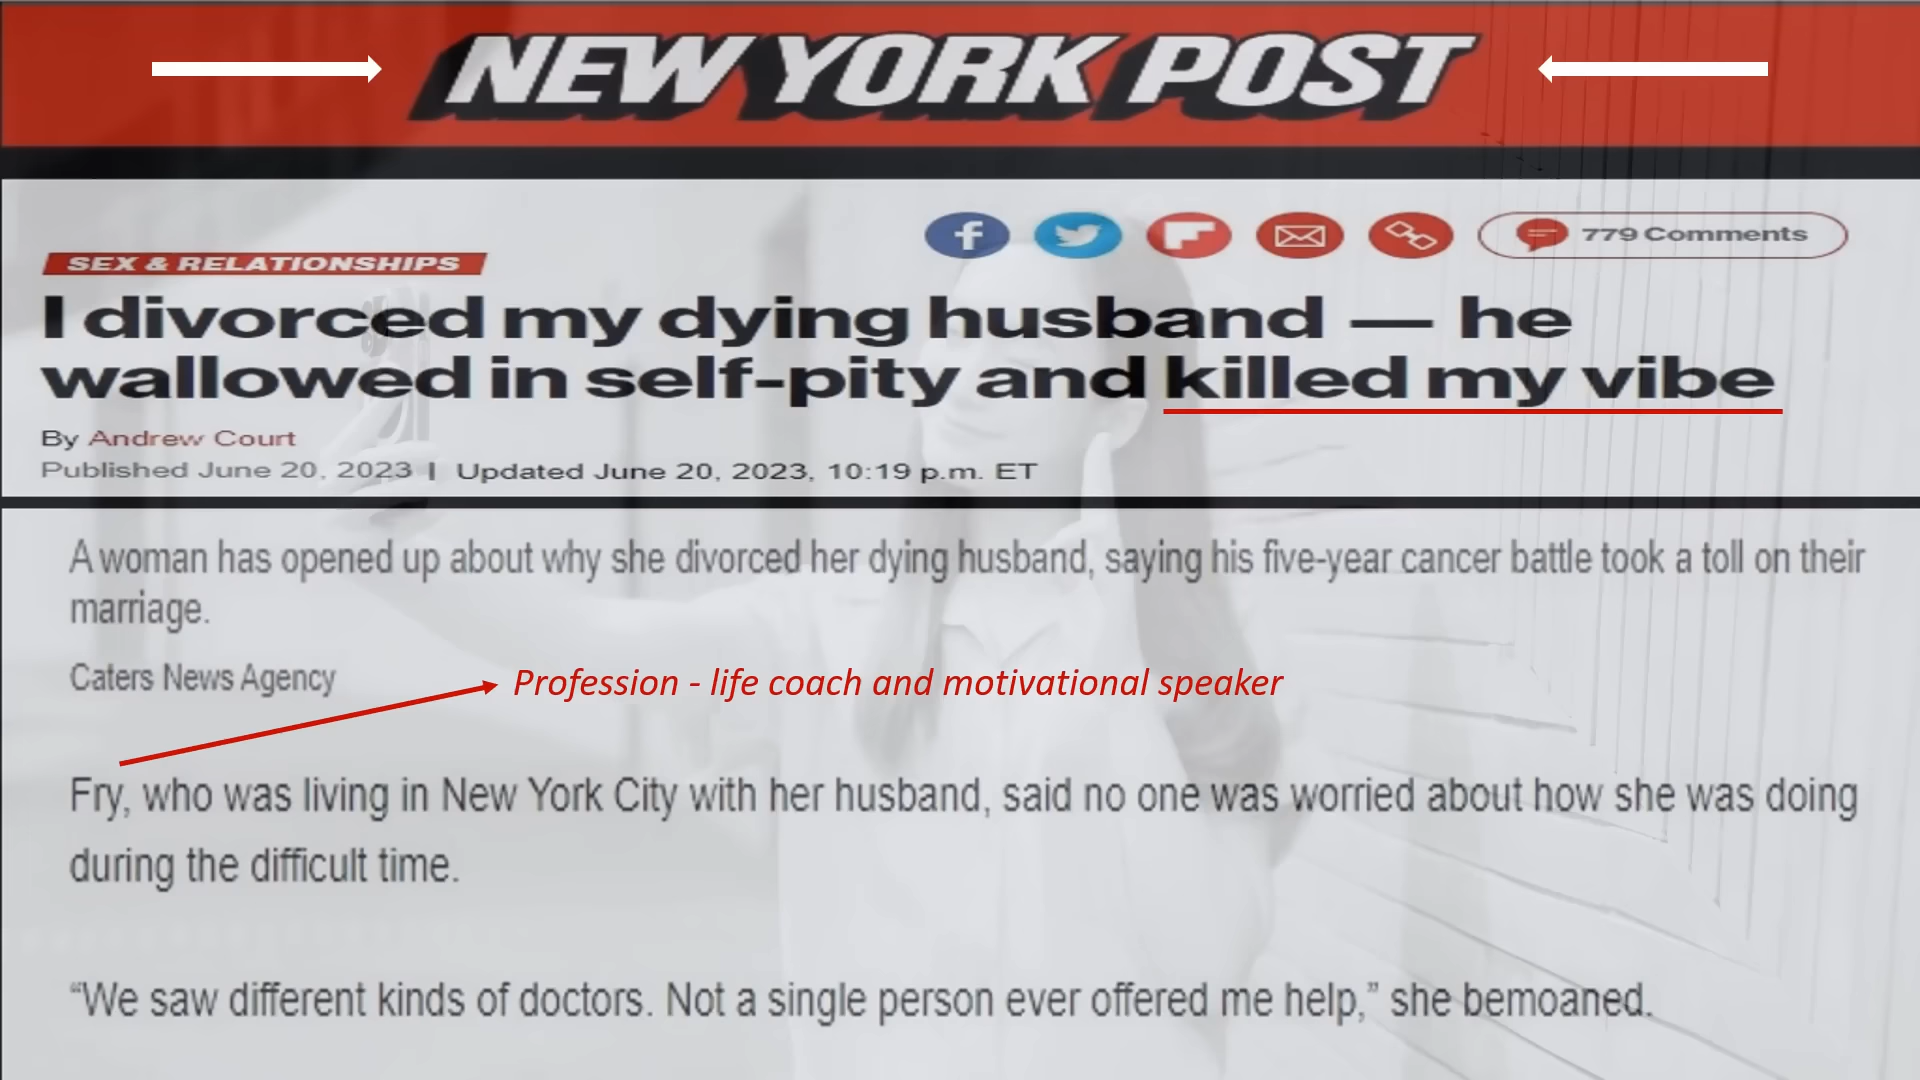 NEW YORK POST
779 Comments
SEX & RELATIONSHIPS
I divorced my dying husband — he
wallowed in self-pity and killed my vibe
By Andrew Court
Published June 20, 2023 | Updated June 20, 2023, 10:19 p.m. ET
A woman has opened up about why she divorced her dying husband, saying his five-year cancer battle took a toll on their
marriage.
Caters News Agency
Profession - life coach and motivational speaker
Fry, who was living in New York City with her husband, said no one was worried about how she was doing
during the difficult time.
“We saw different kinds of doctors. Not a single person ever offered me help,” she bemoaned.